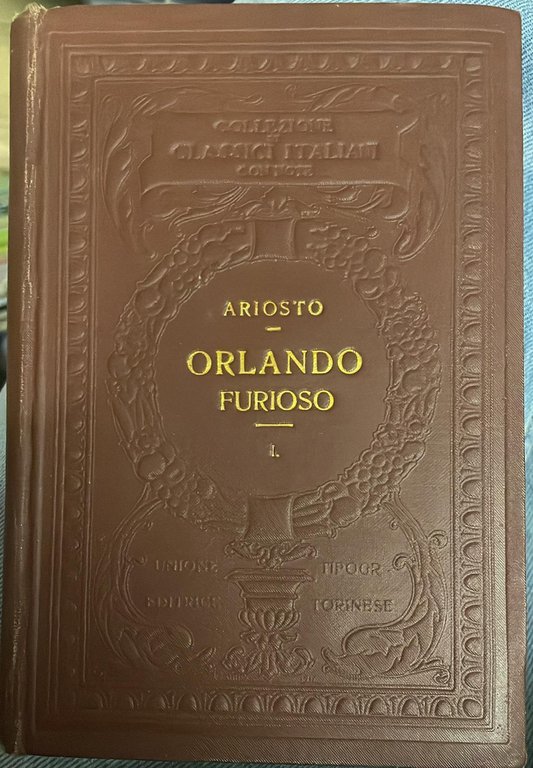 COLLEZIONE
DI
CLASSICI ITALIANI
CON NOTE
ARIOSTO
ORLANDO
FURIOSO
I.
UNIONE TIPOGR.
EDITRICE TORINESE